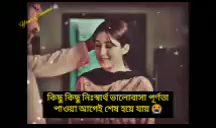 কিছু কিছু নিঃস্বার্থ ভালোবাসা পূর্ণতা
পাওয়া আগেই শেষ হয়ে যায় 😭